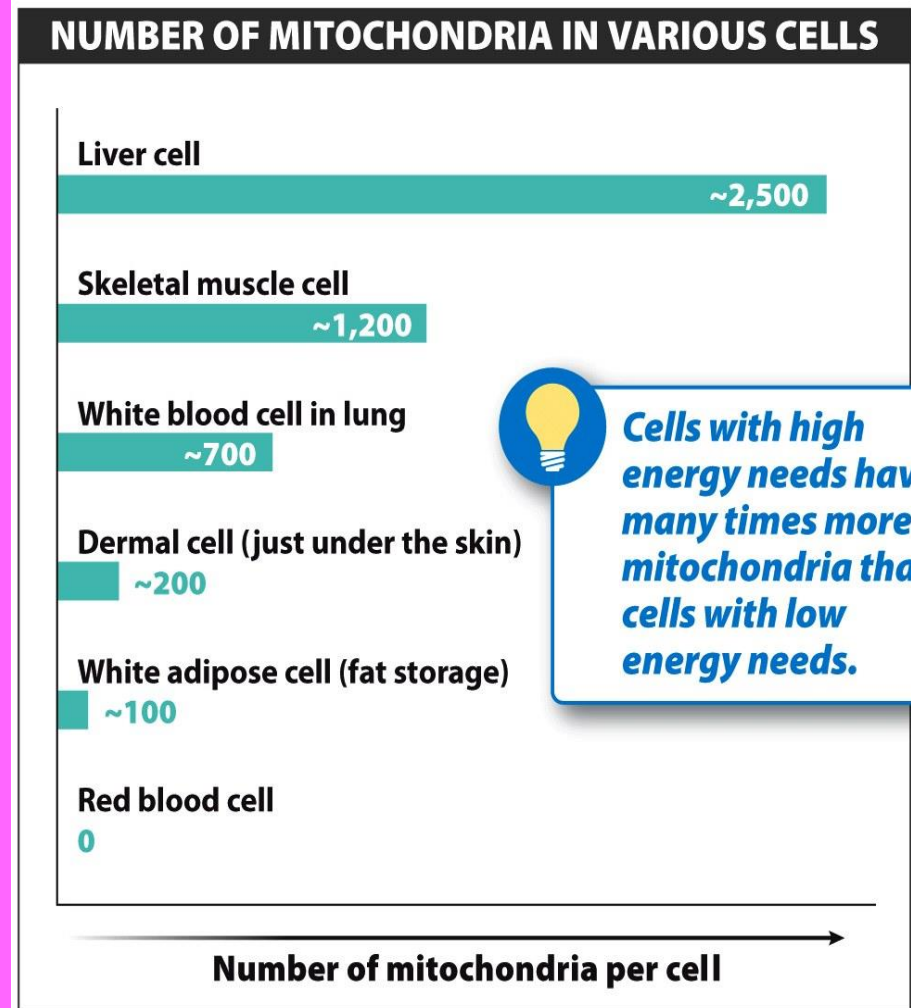 NUMBER OF MITOCHONDRIA IN VARIOUS CELLS
Liver cell
~2,500
Skeletal muscle cell
~1,200
White blood cell in lung
~700
Dermal cell (just under the skin)
~200
White adipose cell (fat storage)
~100
Red blood cell
0
Cells with high
energy needs hav
many times more
mitochondria tha
cells with low
energy needs.
Number of mitochondria per cell